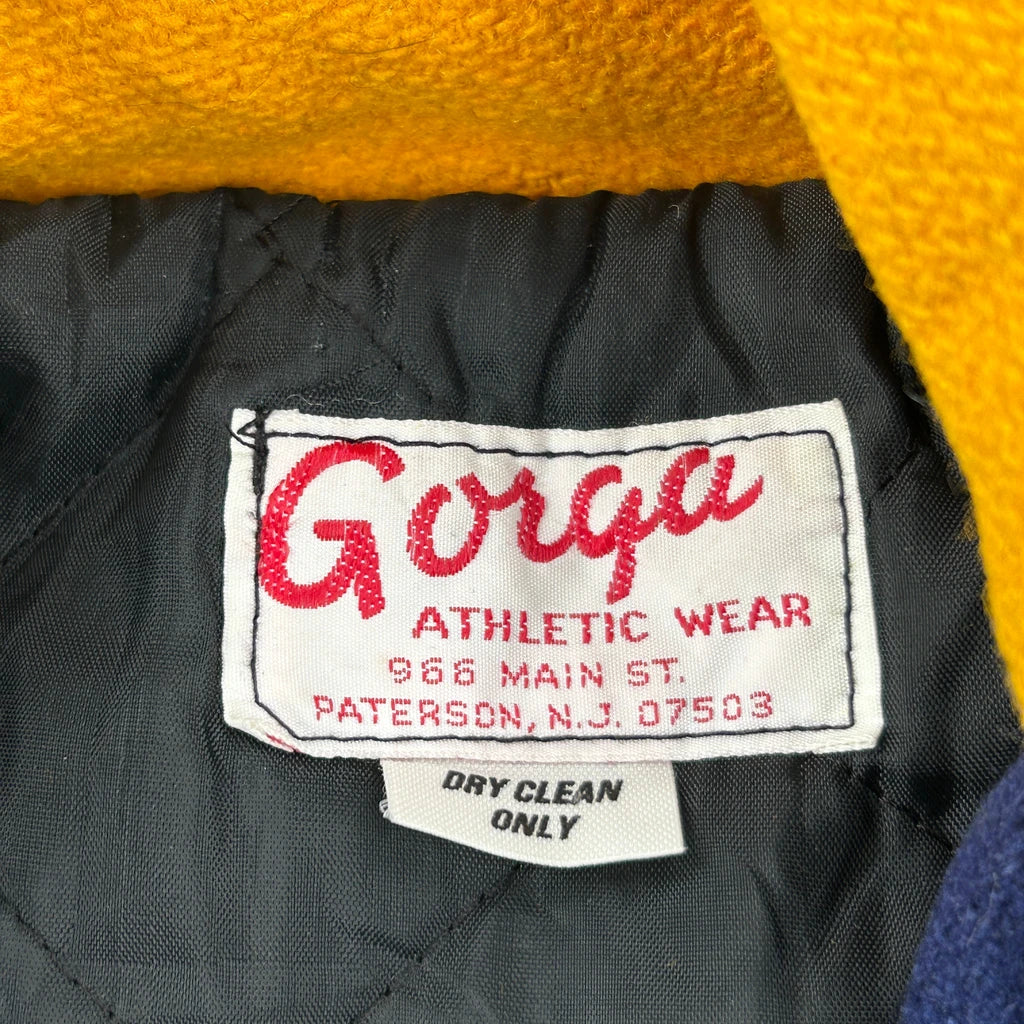 Gorga
ATHLETIC WEAR
966 MAIN ST.
PATERSON, N.J. 07503
DRY CLEAN
ONLY